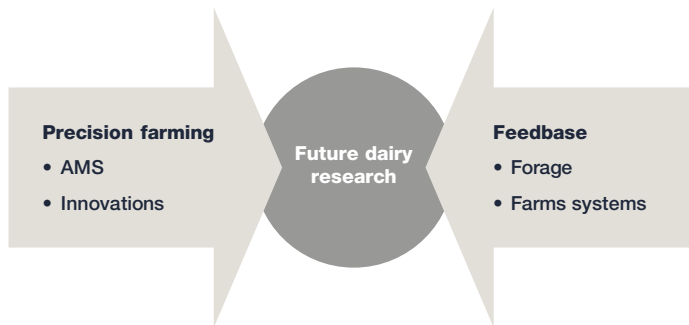 Precision farming
• AMS
• Innovations
Future dairy
research
Feedbase
• Forage
• Farms systems